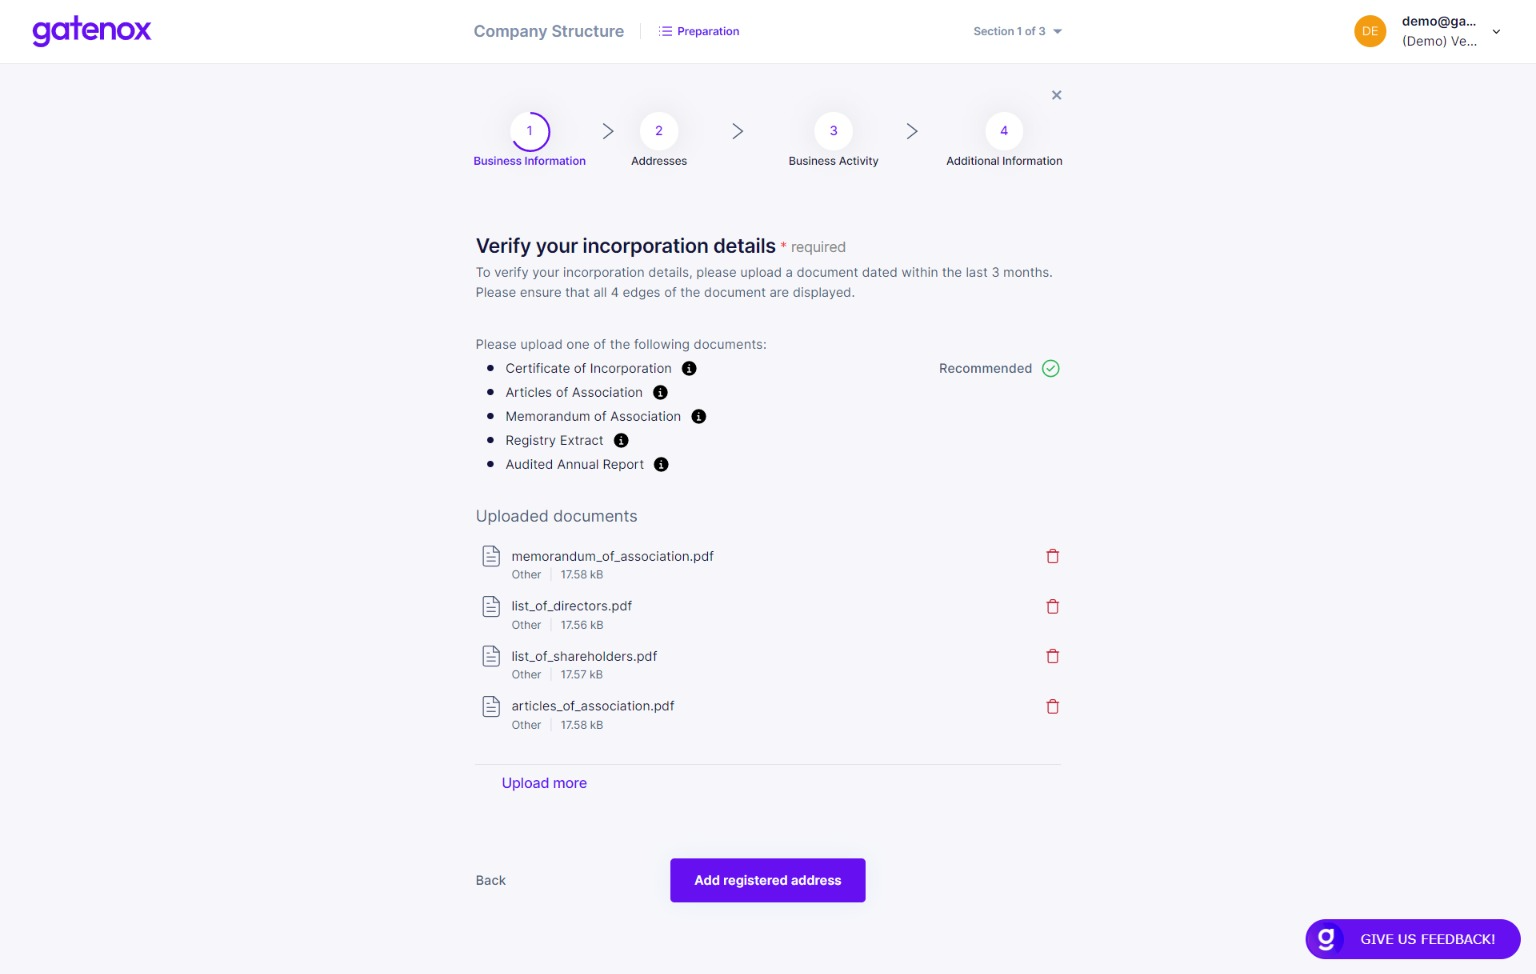 gatenox
Company Structure
Preparation
Section 1 of 3
DE
demo@ga...
(Demo) Ve...
1
2
3
4
Business Information
Addresses
Business Activity
Additional Information
Verify your incorporation details * required
To verify your incorporation details, please upload a document dated within the last 3 months.
Please ensure that all 4 edges of the document are displayed.
Please upload one of the following documents:
Certificate of Incorporation
Recommended
Articles of Association
Memorandum of Association
Registry Extract
Audited Annual Report
Uploaded documents
memorandum_of_association.pdf
Other | 17.58 kB
list_of_directors.pdf
Other | 17.56 kB
list_of_shareholders.pdf
Other | 17.57 kB
articles_of_association.pdf
Other | 17.58 kB
Upload more
Back
Add registered address
g GIVE US FEEDBACK!